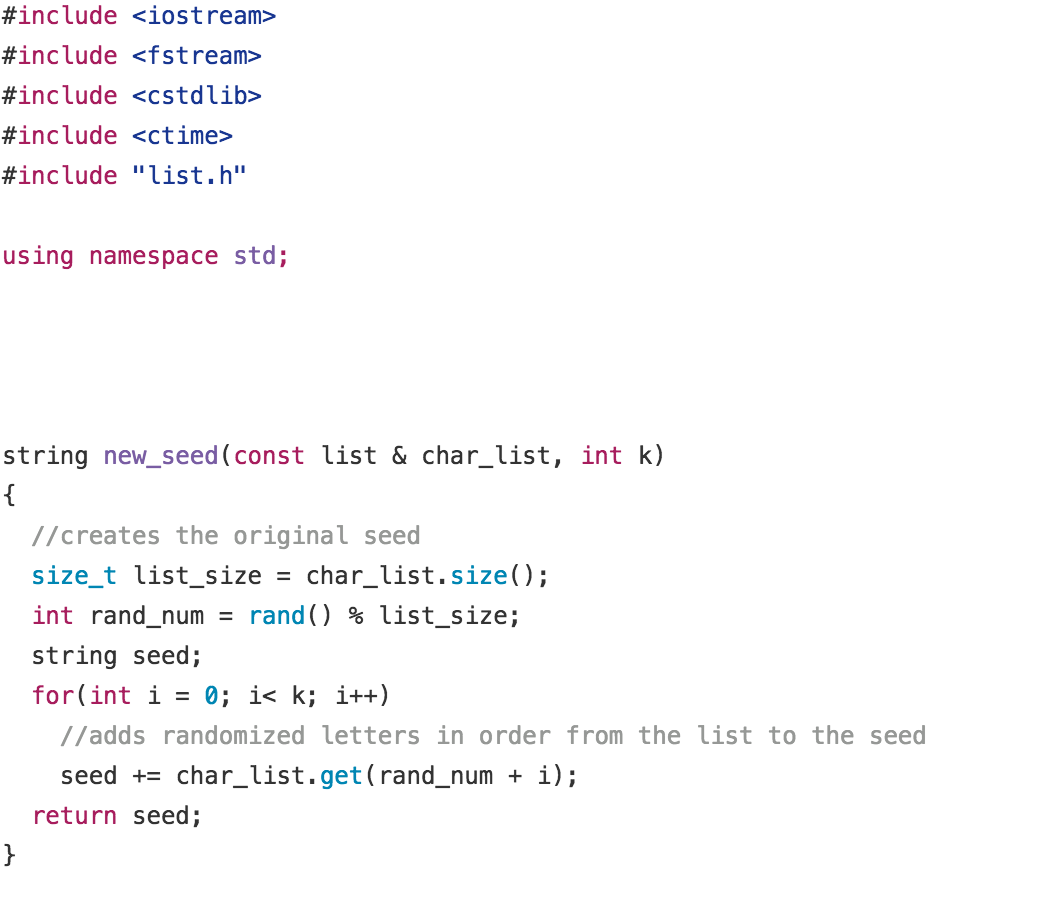 #include <iostream>
#include <fstream>
#include <cstdlib>
#include <ctime>
#include "list.h"
using namespace std;
string new_seed(const list & char_list, int k)
{
  //creates the original seed
  size_t list_size = char_list.size();
  int rand_num = rand() % list_size;
  string seed;
  for(int i = 0; i< k; i++)
    //adds randomized letters in order from the list to the seed
    seed += char_list.get(rand_num + i);
  return seed;
}